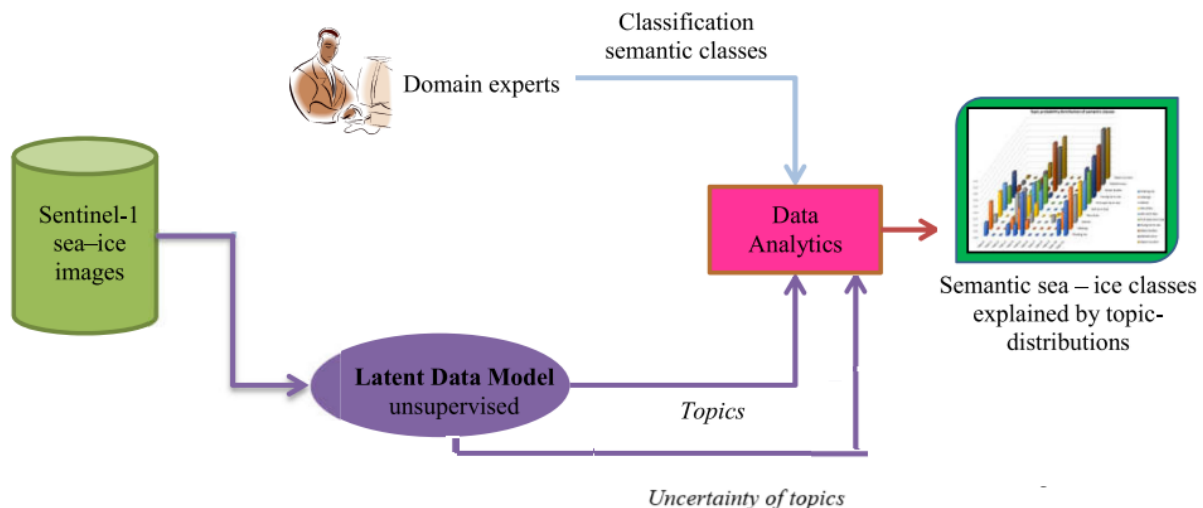 Classification
semantic classes
Domain experts
Sentinel-1
sea–ice
images
Data
Analytics
Semantic sea – ice classes
explained by topic-
distributions
Latent Data Model
unsupervised
Topics
Uncertainty of topics